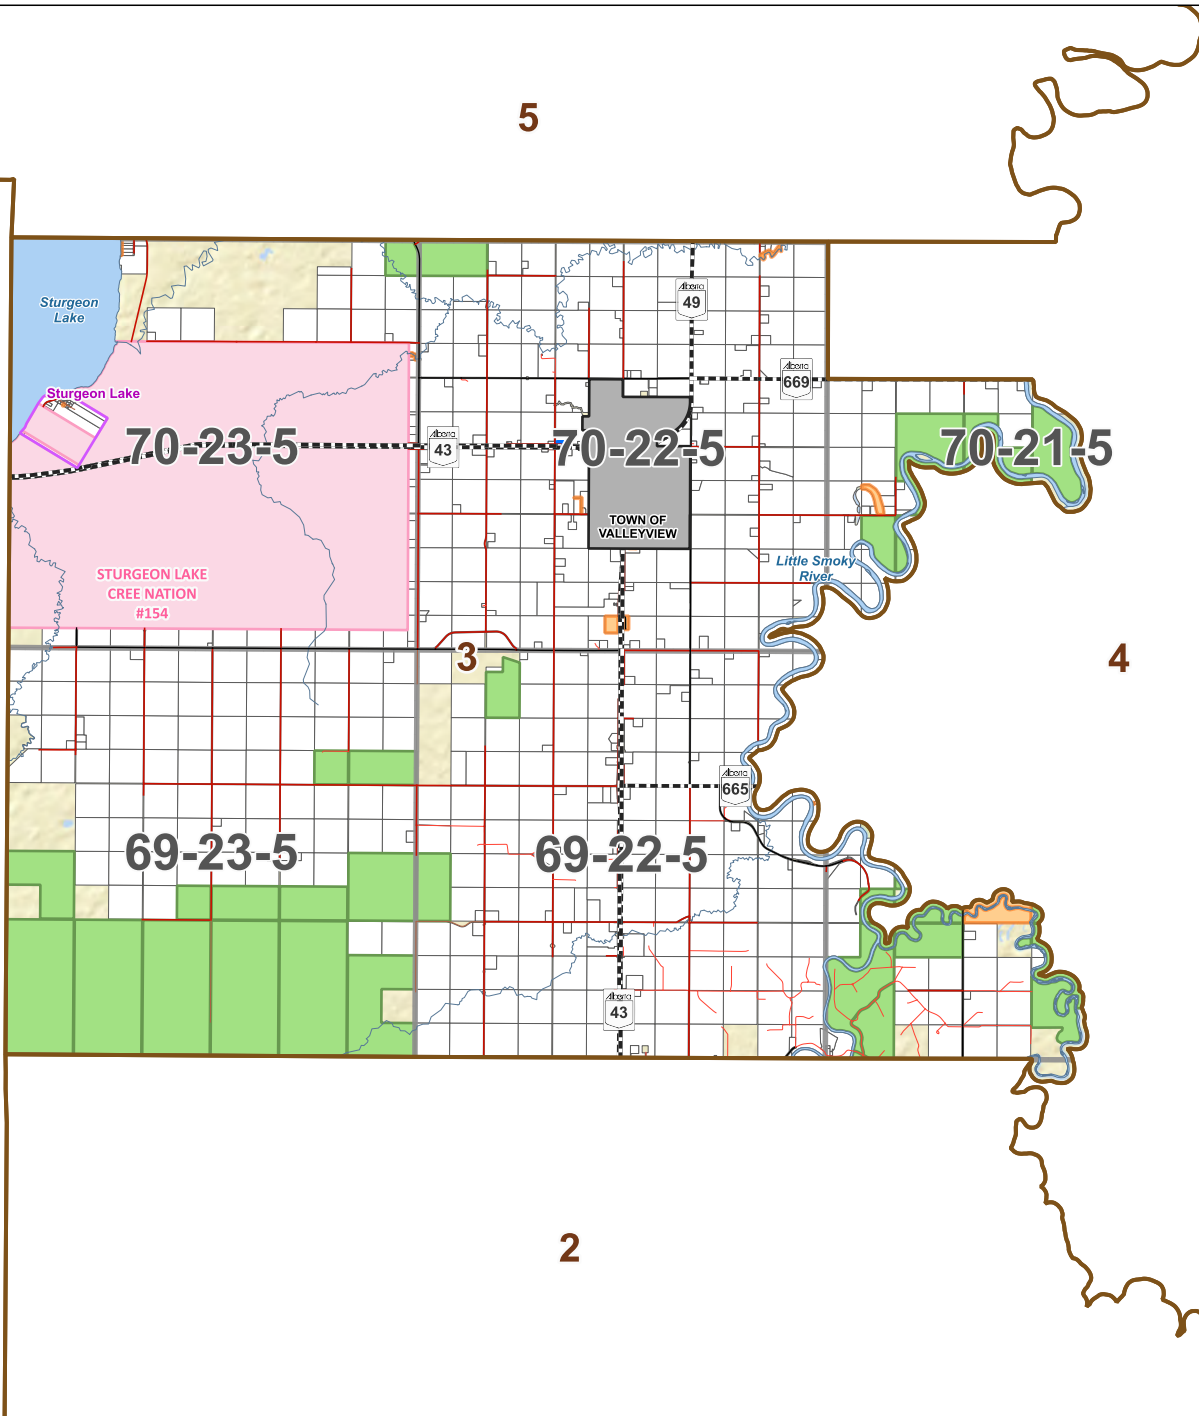 5
Sturgeon
Lake
Alberta
49
Alberta
669
Sturgeon Lake
70-23-5
Alberta
43
70-22-5
70-21-5
TOWN OF
VALLEYVIEW
Little Smoky
River
STURGEON LAKE
CREE NATION
#154
3
4
Alberta
665
69-23-5
69-22-5
Alberta
43
2